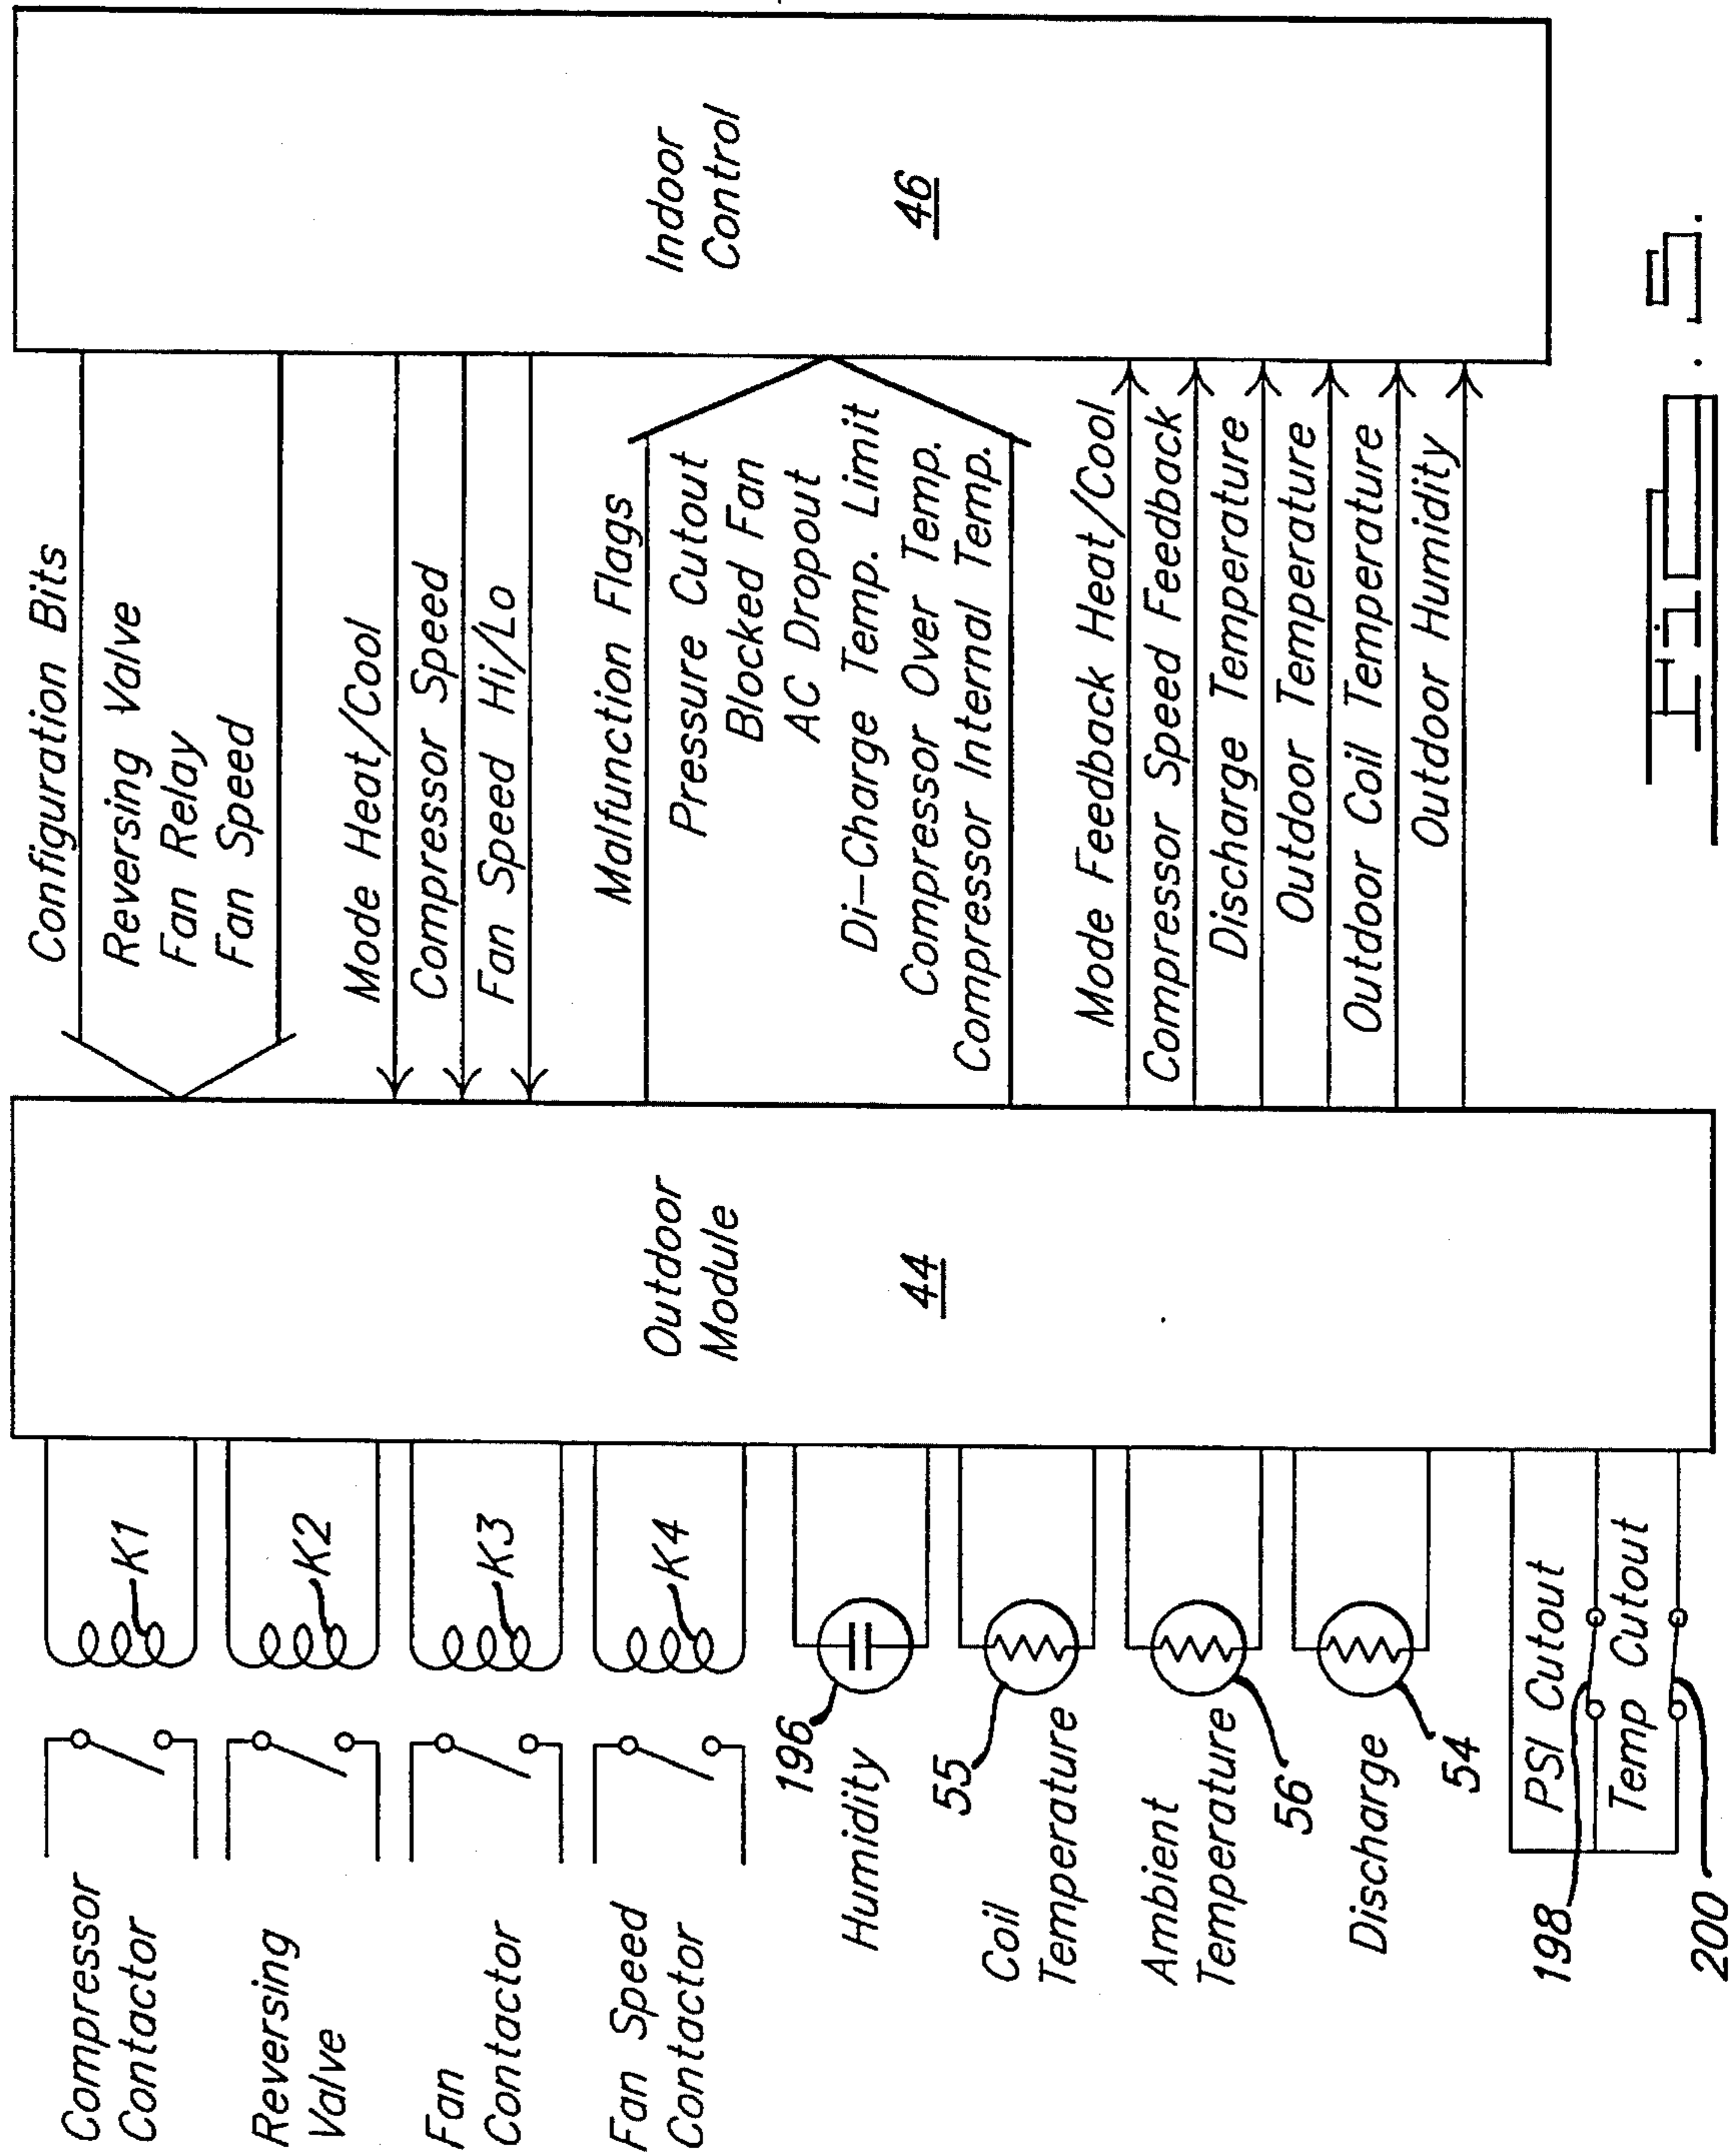 Compressor
Contactor
K1
Reversing
Valve
K2
Fan
Contactor
K3
Fan Speed
Contactor
K4
196
Humidity
55
Coil
Temperature
Ambient
Temperature
56
Discharge
54
PSI Cutout
198
Temp Cutout
200
Outdoor
Module
44
Configuration Bits
Reversing Valve
Fan Relay
Fan Speed
Mode Heat/Cool
Compressor Speed
Fan Speed Hi/Lo
Malfunction Flags
Pressure Cutout
Blocked Fan
AC Dropout
Di-Charge Temp. Limit
Compressor Over Temp.
Compressor Internal Temp.
Mode Feedback Heat/Cool
Compressor Speed Feedback
Discharge Temperature
Outdoor Temperature
Outdoor Coil Temperature
Outdoor Humidity
Indoor
Control
46
Fig. 5.